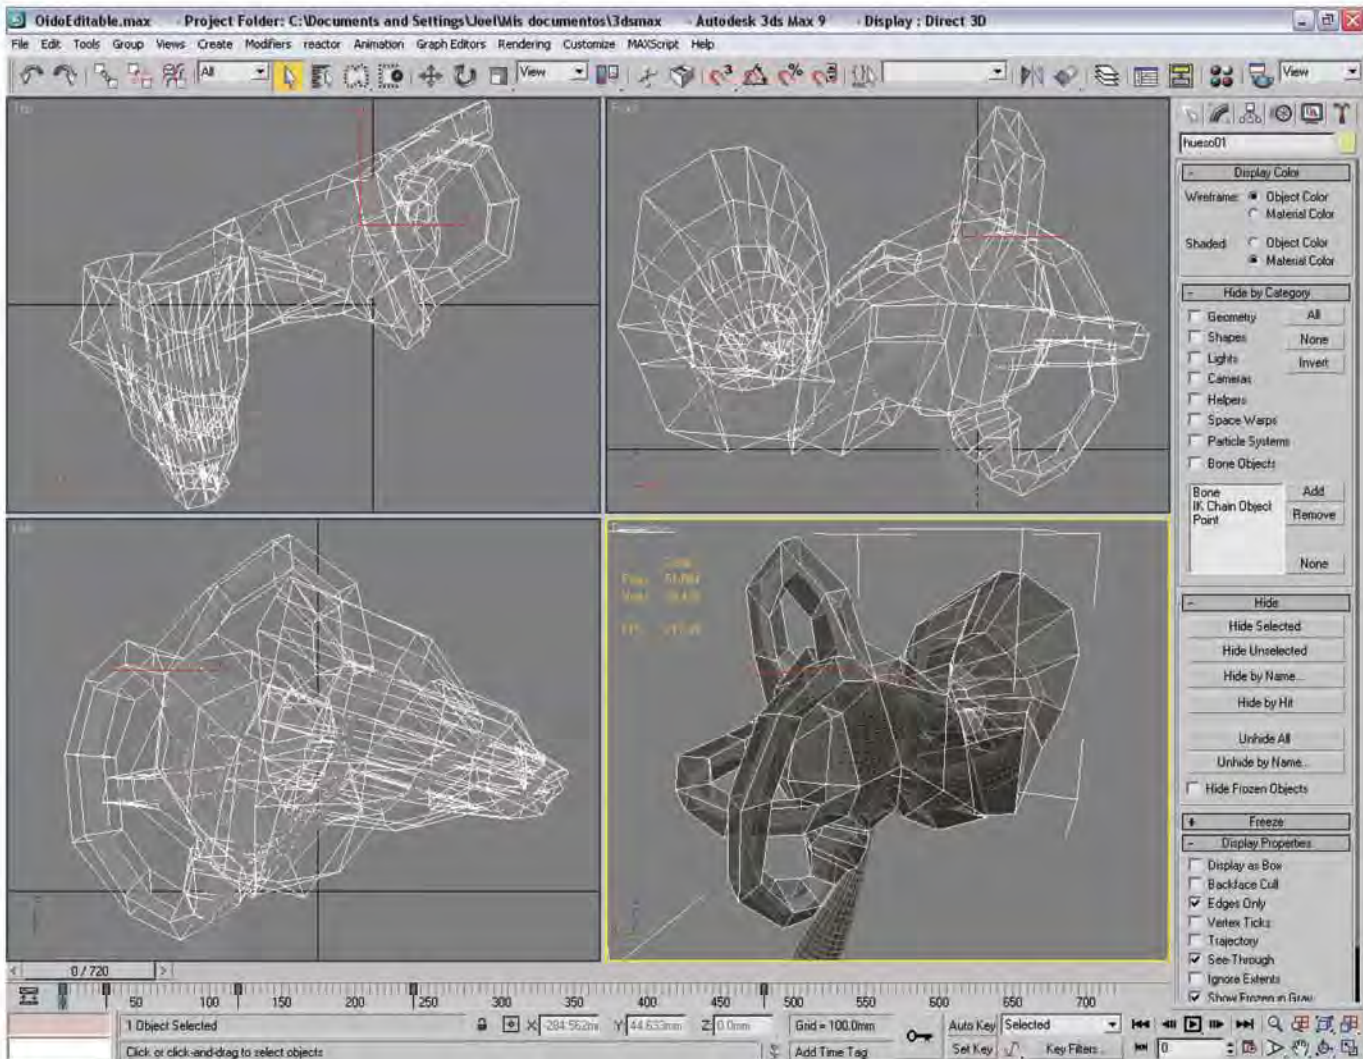 OidoEditable.max - Project Folder: C:\Documents and Settings\Joel\Mis documentos\3dsmax - Autodesk 3ds Max 9 - Display : Direct 3D
File Edit Tools Group Views Create Modifiers reactor Animation Graph Editors Rendering Customize MAXScript Help
All View View
Top
hueso01
- Display Color
Wireframe: Object Color
Material Color
Shaded: Object Color
Material Color
- Hide by Category
Geometry All
Shapes None
Lights Invert
Cameras
Helpers
Space Warps
Particle Systems
Bone Objects
Bone Add
IK Chain Object Remove
Point
None
- Hide
Hide Selected
Hide Unselected
Hide by Name...
Hide by Hit
Unhide All
Unhide by Name...
Hide Frozen Objects
+ Freeze
- Display Properties
Display as Box
Backface Cull
Edges Only
Vertex Ticks
Trajectory
See-Through
Ignore Extents
Show Frozen in Gray
0 / 720
50 100 150 200 250 300 350 400 450 500 550 600 650 700
1 Object Selected X: -284.562m Y: 44.633mm Z: 0.0mm Grid = 100.0mm Auto Key Selected
Click or click-and-drag to select objects Add Time Tag Set Key Key Filters... 0